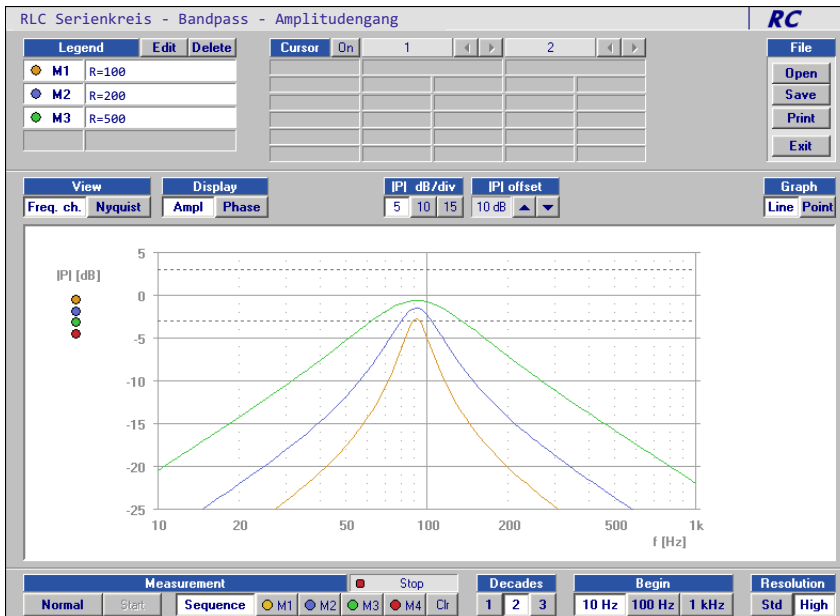 RLC Serienkreis - Bandpass - Amplitudengang RC
Legend Edit Delete Cursor On 1 2 File
M1 R=100
M2 R=200
M3 R=500
Open
Save
Print
Exit
View Display |P| dB/div |P| offset Graph
Freq. ch. Nyquist Ampl Phase 5 10 15 10 dB Line Point
|P| [dB]
5
0
-5
-10
-15
-20
-25
10 20 50 100 200 500 1k
f [Hz]
Measurement Stop Decades Begin Resolution
Normal Start Sequence M1 M2 M3 M4 Clr 1 2 3 10 Hz 100 Hz 1 kHz Std High